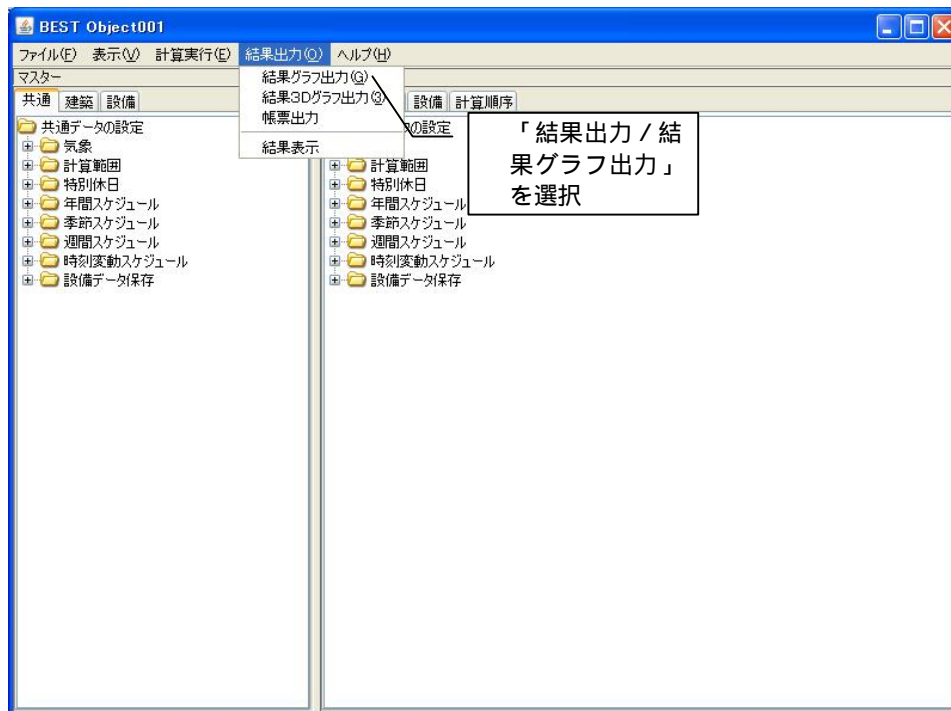 BEST Object001
ファイル(F) 表示(V) 計算実行(E) 結果出力(O) ヘルプ(H)
マスター
結果グラフ出力(G)
結果3Dグラフ出力(3)
帳票出力
結果表示
共通 建築 設備
共通データの設定
気象
計算範囲
特別休日
年間スケジュール
季節スケジュール
週間スケジュール
時刻変動スケジュール
設備データ保存
設備 計算順序
の設定
計算範囲
特別休日
年間スケジュール
季節スケジュール
週間スケジュール
時刻変動スケジュール
設備データ保存
「結果出力/結
果グラフ出力」
を選択